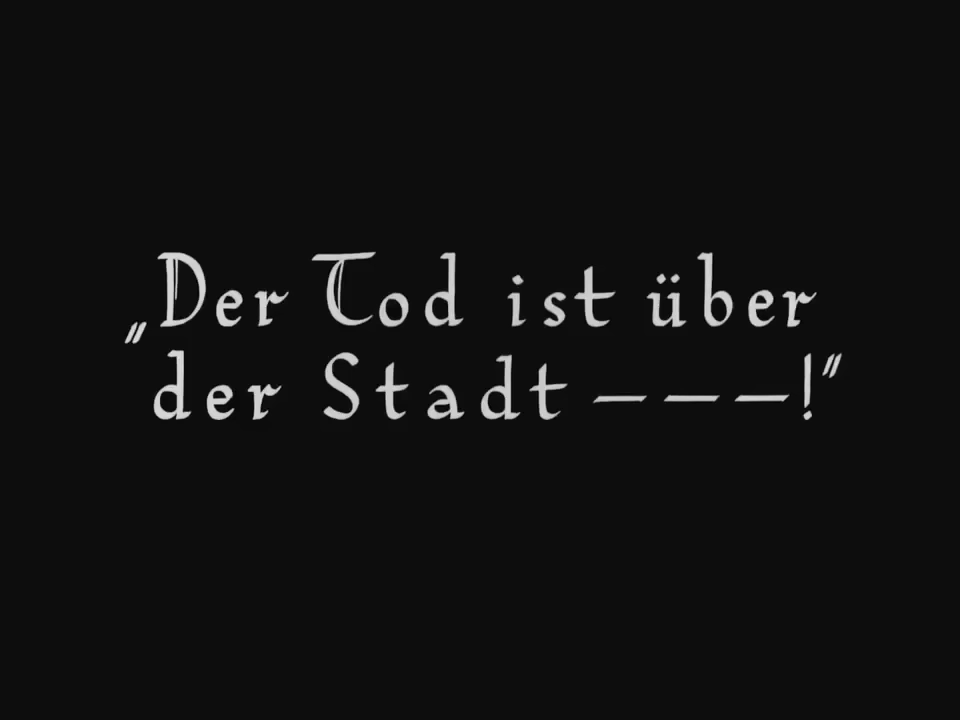 „Der Tod ist über
der Stadt — — —!“